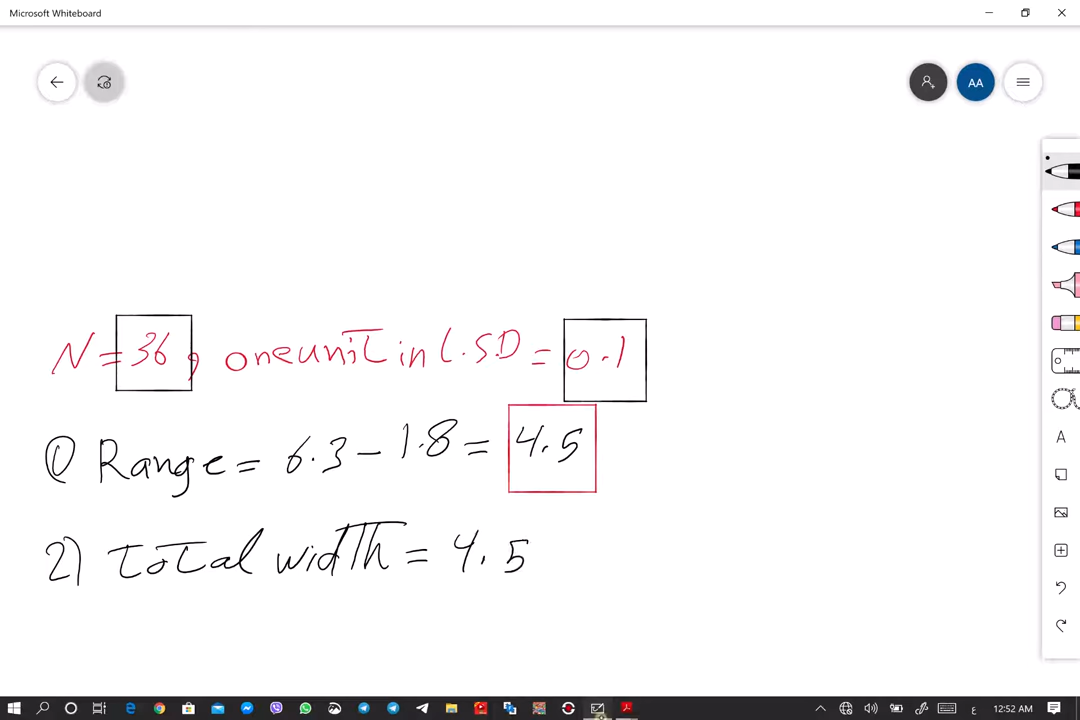 Microsoft Whiteboard
AA
N = 36, one unit in L.S.D = 0.1
① Range = 6.3 - 1.8 = 4.5
2) Total width = 4.5
A
ع 12:52 AM